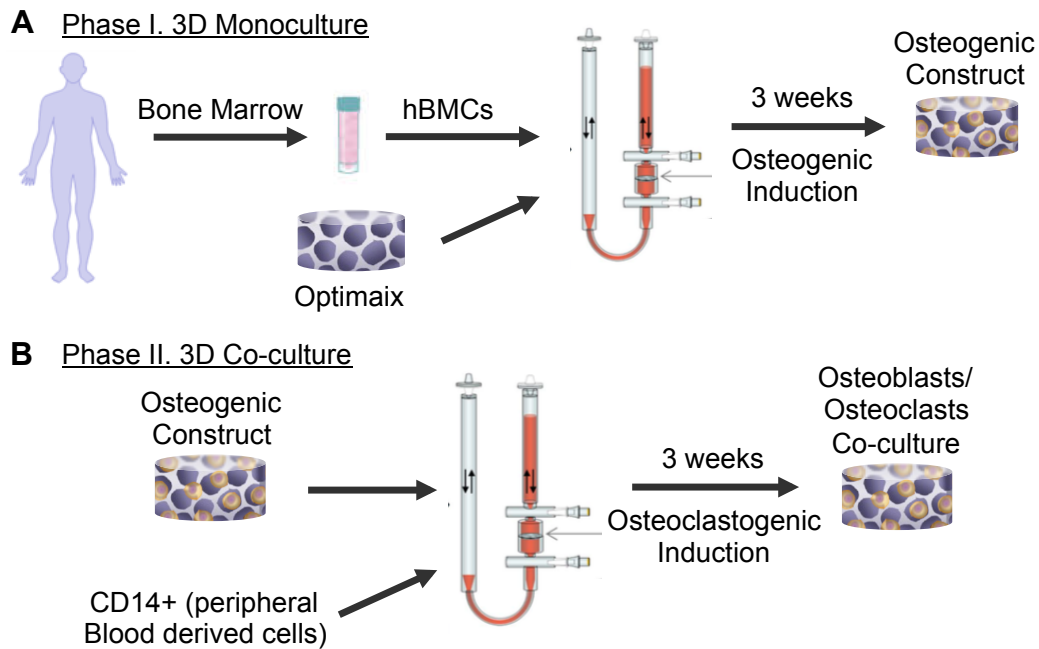 A Phase I. 3D Monoculture
Bone Marrow
hBMCs
Optimaix
3 weeks
Osteogenic
Induction
Osteogenic
Construct
B Phase II. 3D Co-culture
Osteogenic
Construct
CD14+ (peripheral
Blood derived cells)
3 weeks
Osteoclastogenic
Induction
Osteoblasts/
Osteoclasts
Co-culture